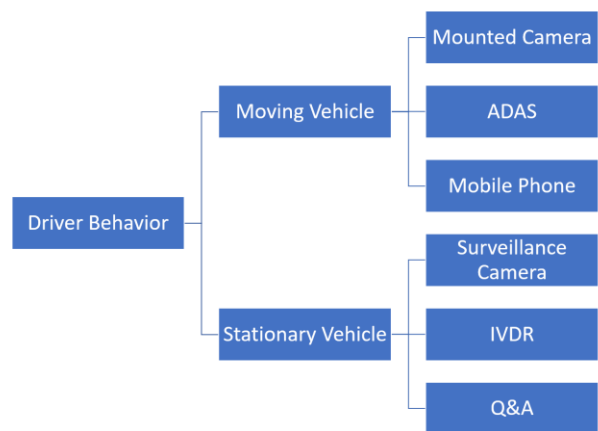 Driver Behavior
Moving Vehicle
Mounted Camera
ADAS
Mobile Phone
Stationary Vehicle
Surveillance
Camera
IVDR
Q&A